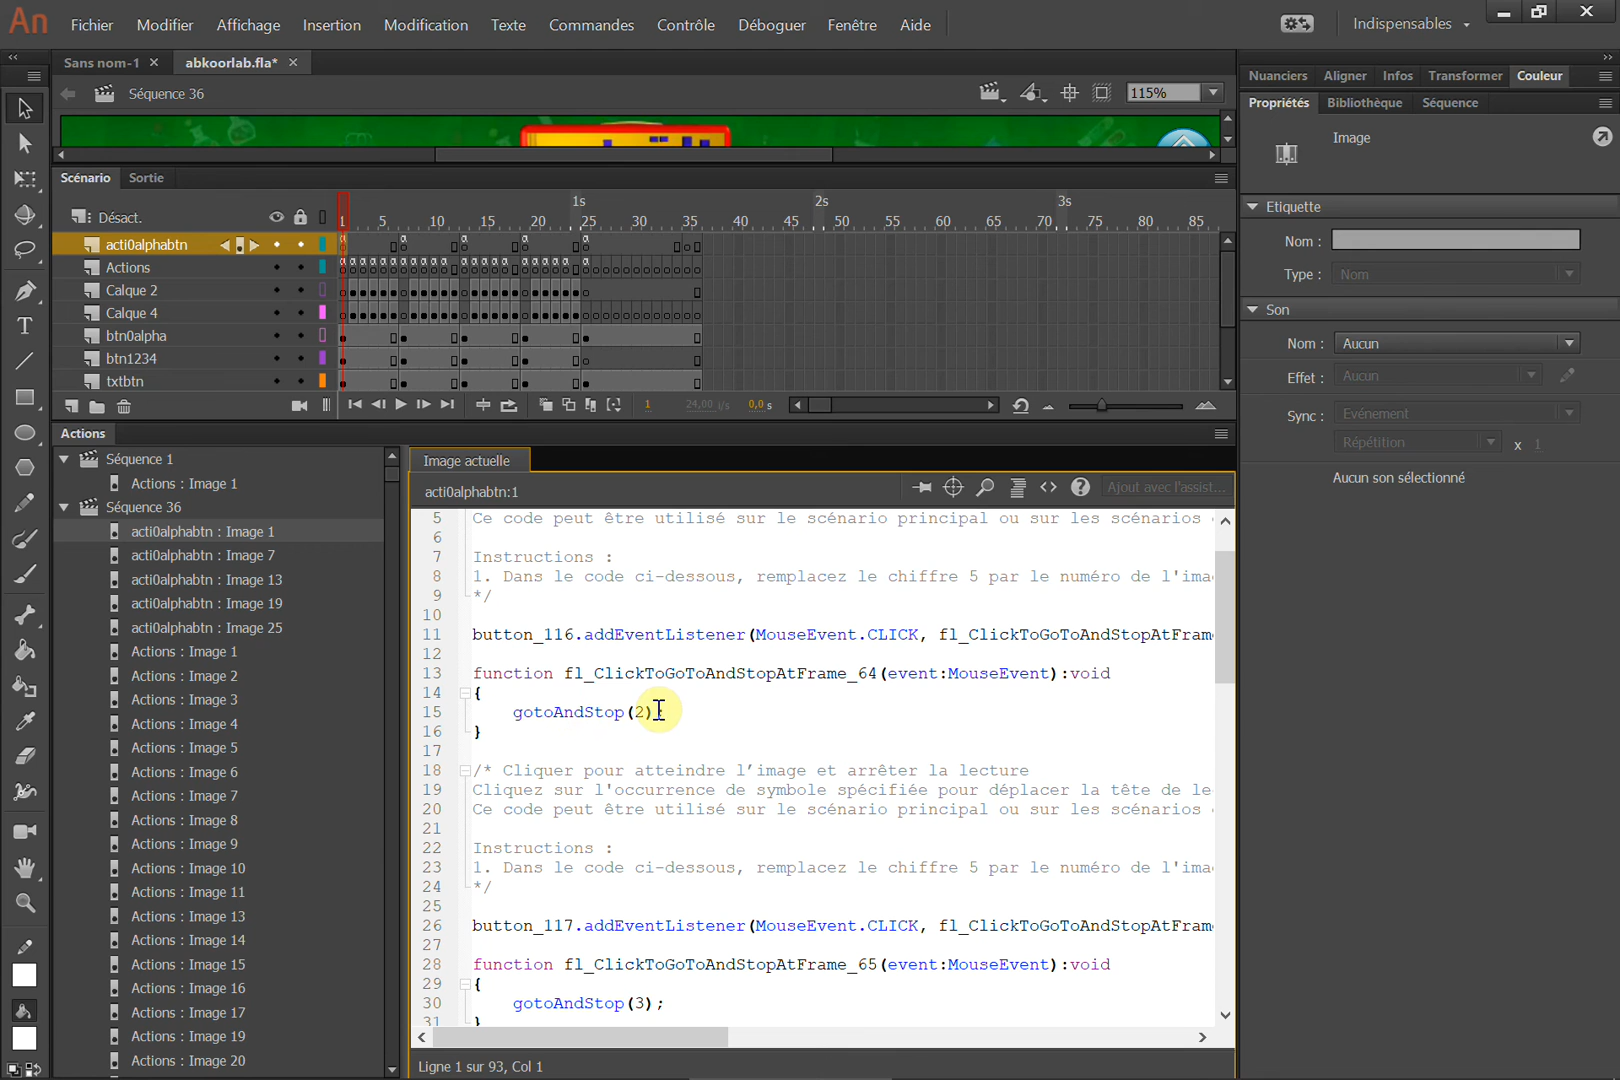 An Fichier Modifier Affichage Insertion Modification Texte Commandes Contrôle Déboguer Fenêtre Aide Indispensables
Sans nom-1 × abkoorlab.fla* ×
Séquence 36 115%
Scénario Sortie
Désact. 1s 2s 3s
1 5 10 15 20 25 30 35 40 45 50 55 60 65 70 75 80 85
acti0alphabtn
Actions
Calque 2
Calque 4
btn0alpha
btn1234
txtbtn
1 24,00 i/s 0,0 s
Actions
Séquence 1
Actions : Image 1
Séquence 36
acti0alphabtn : Image 1
acti0alphabtn : Image 7
acti0alphabtn : Image 13
acti0alphabtn : Image 19
acti0alphabtn : Image 25
Actions : Image 1
Actions : Image 2
Actions : Image 3
Actions : Image 4
Actions : Image 5
Actions : Image 6
Actions : Image 7
Actions : Image 8
Actions : Image 9
Actions : Image 10
Actions : Image 11
Actions : Image 13
Actions : Image 14
Actions : Image 15
Actions : Image 16
Actions : Image 17
Actions : Image 19
Actions : Image 20
Image actuelle
acti0alphabtn:1 Ajout avec l'assist...
5 Ce code peut être utilisé sur le scénario principal ou sur les scénarios
6
7 Instructions :
8 1. Dans le code ci-dessous, remplacez le chiffre 5 par le numéro de l'ima
9 */
10
11 button_116.addEventListener(MouseEvent.CLICK, fl_ClickToGoToAndStopAtFram
12
13 function fl_ClickToGoToAndStopAtFrame_64(event:MouseEvent):void
14 {
15 gotoAndStop(2);
16 }
17
18 /* Cliquer pour atteindre l’image et arrêter la lecture
19 Cliquez sur l'occurrence de symbole spécifiée pour déplacer la tête de le
20 Ce code peut être utilisé sur le scénario principal ou sur les scénarios
21
22 Instructions :
23 1. Dans le code ci-dessous, remplacez le chiffre 5 par le numéro de l'ima
24 */
25
26 button_117.addEventListener(MouseEvent.CLICK, fl_ClickToGoToAndStopAtFram
27
28 function fl_ClickToGoToAndStopAtFrame_65(event:MouseEvent):void
29 {
30 gotoAndStop(3);
31 }
Ligne 1 sur 93, Col 1
Nuanciers Aligner Infos Transformer Couleur
Propriétés Bibliothèque Séquence
Image
Etiquette
Nom :
Type : Nom
Son
Nom : Aucun
Effet : Aucun
Sync : Evénement
Répétition x 1
Aucun son sélectionné